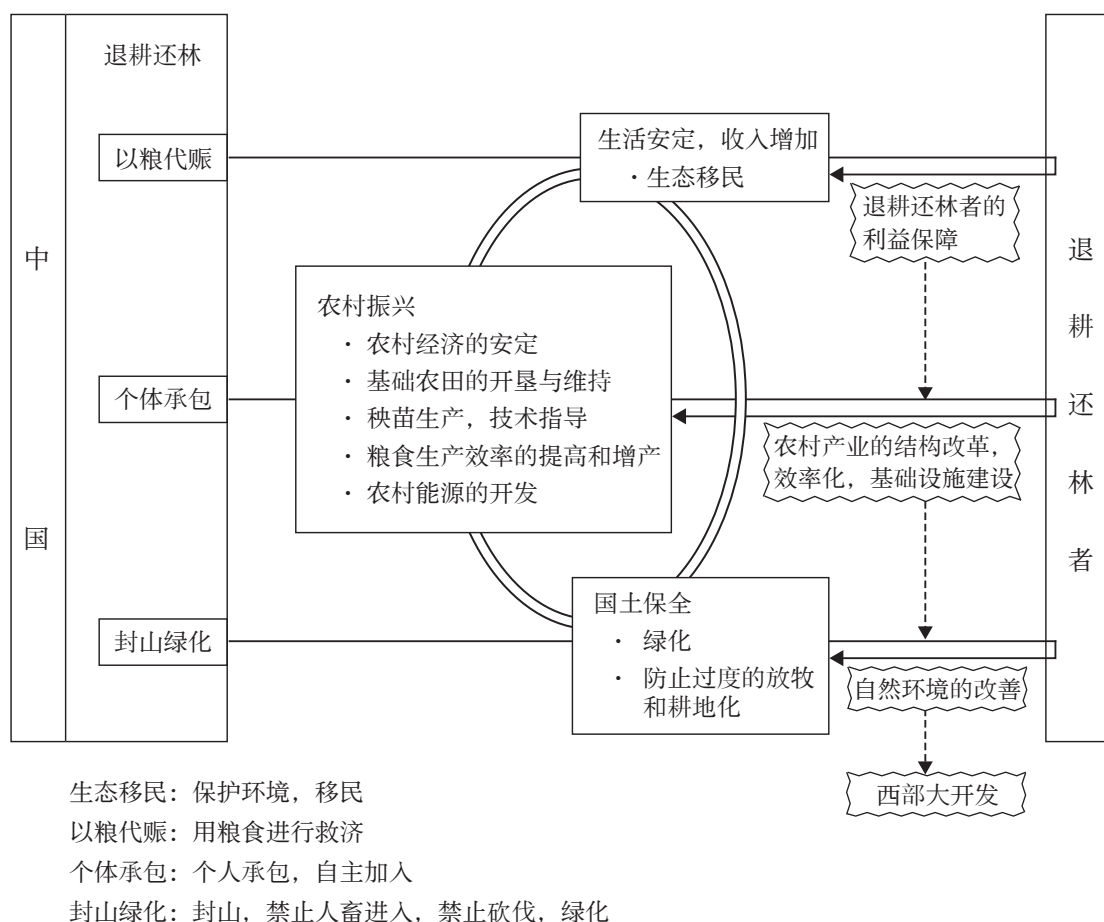 中国
退耕还林
以粮代赈
个体承包
封山绿化
生活安定，收入增加
・生态移民
农村振兴
・农村经济的安定
・基础农田的开垦与维持
・秧苗生产，技术指导
・粮食生产效率的提高和增产
・农村能源的开发
国土保全
・绿化
・防止过度的放牧
和耕地化
退耕还林者的
利益保障
农村产业的结构改革，
效率化，基础设施建设
自然环境的改善
西部大开发
退耕还林者
生态移民：保护环境，移民
以粮代赈：用粮食进行救济
个体承包：个人承包，自主加入
封山绿化：封山，禁止人畜进入，禁止砍伐，绿化